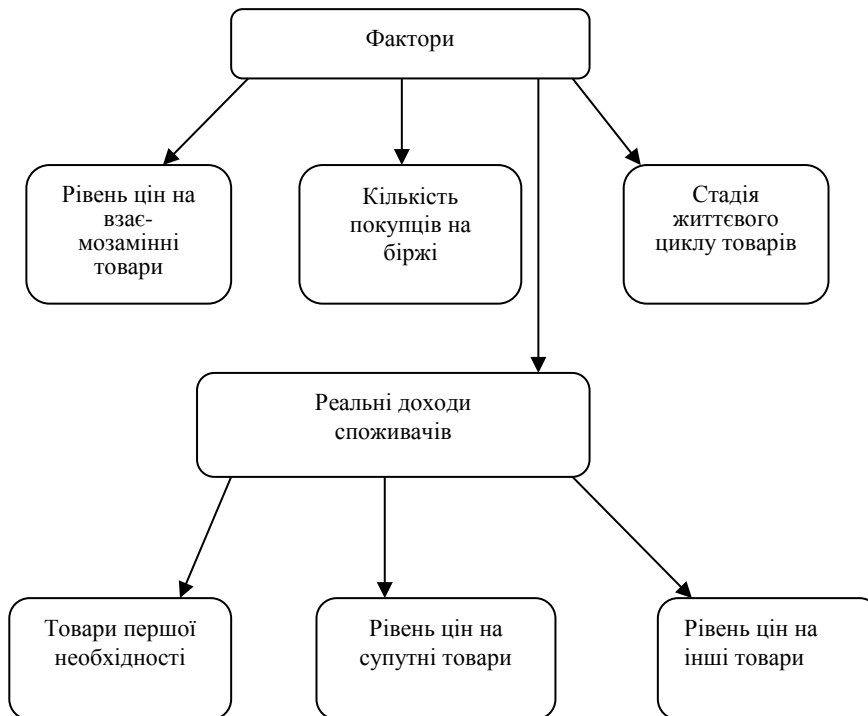 Фактори
Рівень цін на
взає-
мозамінні
товари
Кількість
покупців на
біржі
Стадія
життєвого
циклу товарів
Реальні доходи
споживачів
Товари першої
необхідності
Рівень цін на
супутні товари
Рівень цін на
інші товари